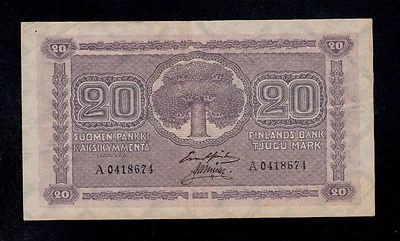 20 20
20 20
SUOMEN PANKKI FINLANDS BANK
KAKSIKYMMENTÄ TJUGU MARK
A 0418674 A 0418674
20 20